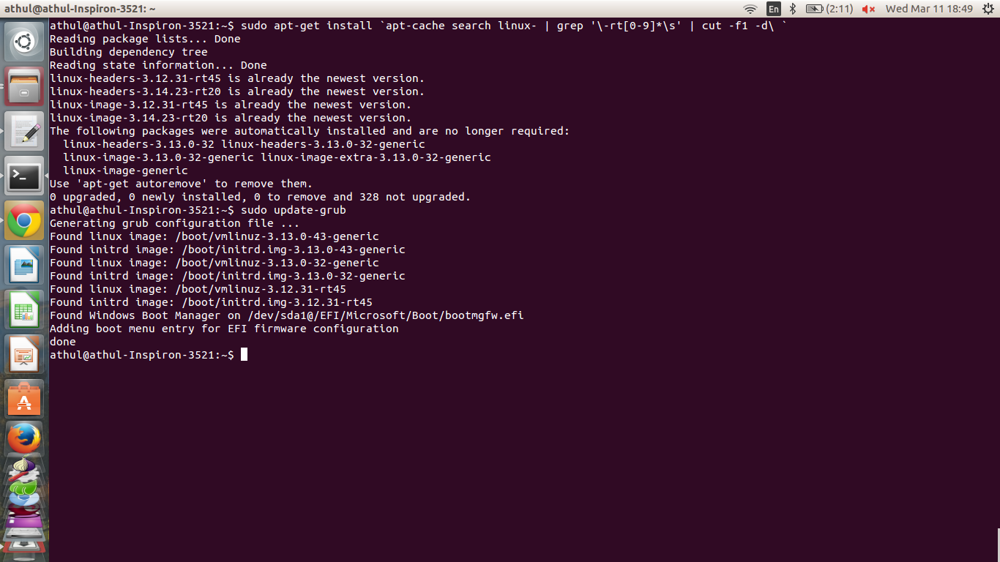 athul@athul-Inspiron-3521: ~
En
(2:11)
Wed Mar 11 18:49
athul@athul-Inspiron-3521:~$ sudo apt-get install `apt-cache search linux- | grep '\-rt[0-9]*\s' | cut -f1 -d\ `
Reading package lists... Done
Building dependency tree
Reading state information... Done
linux-headers-3.12.31-rt45 is already the newest version.
linux-headers-3.14.23-rt20 is already the newest version.
linux-image-3.12.31-rt45 is already the newest version.
linux-image-3.14.23-rt20 is already the newest version.
The following packages were automatically installed and are no longer required:
  linux-headers-3.13.0-32 linux-headers-3.13.0-32-generic
  linux-image-3.13.0-32-generic linux-image-extra-3.13.0-32-generic
  linux-image-generic
Use 'apt-get autoremove' to remove them.
0 upgraded, 0 newly installed, 0 to remove and 328 not upgraded.
athul@athul-Inspiron-3521:~$ sudo update-grub
Generating grub configuration file ...
Found linux image: /boot/vmlinuz-3.13.0-43-generic
Found initrd image: /boot/initrd.img-3.13.0-43-generic
Found linux image: /boot/vmlinuz-3.13.0-32-generic
Found initrd image: /boot/initrd.img-3.13.0-32-generic
Found linux image: /boot/vmlinuz-3.12.31-rt45
Found initrd image: /boot/initrd.img-3.12.31-rt45
Found Windows Boot Manager on /dev/sda1@/EFI/Microsoft/Boot/bootmgfw.efi
Adding boot menu entry for EFI firmware configuration
done
athul@athul-Inspiron-3521:~$